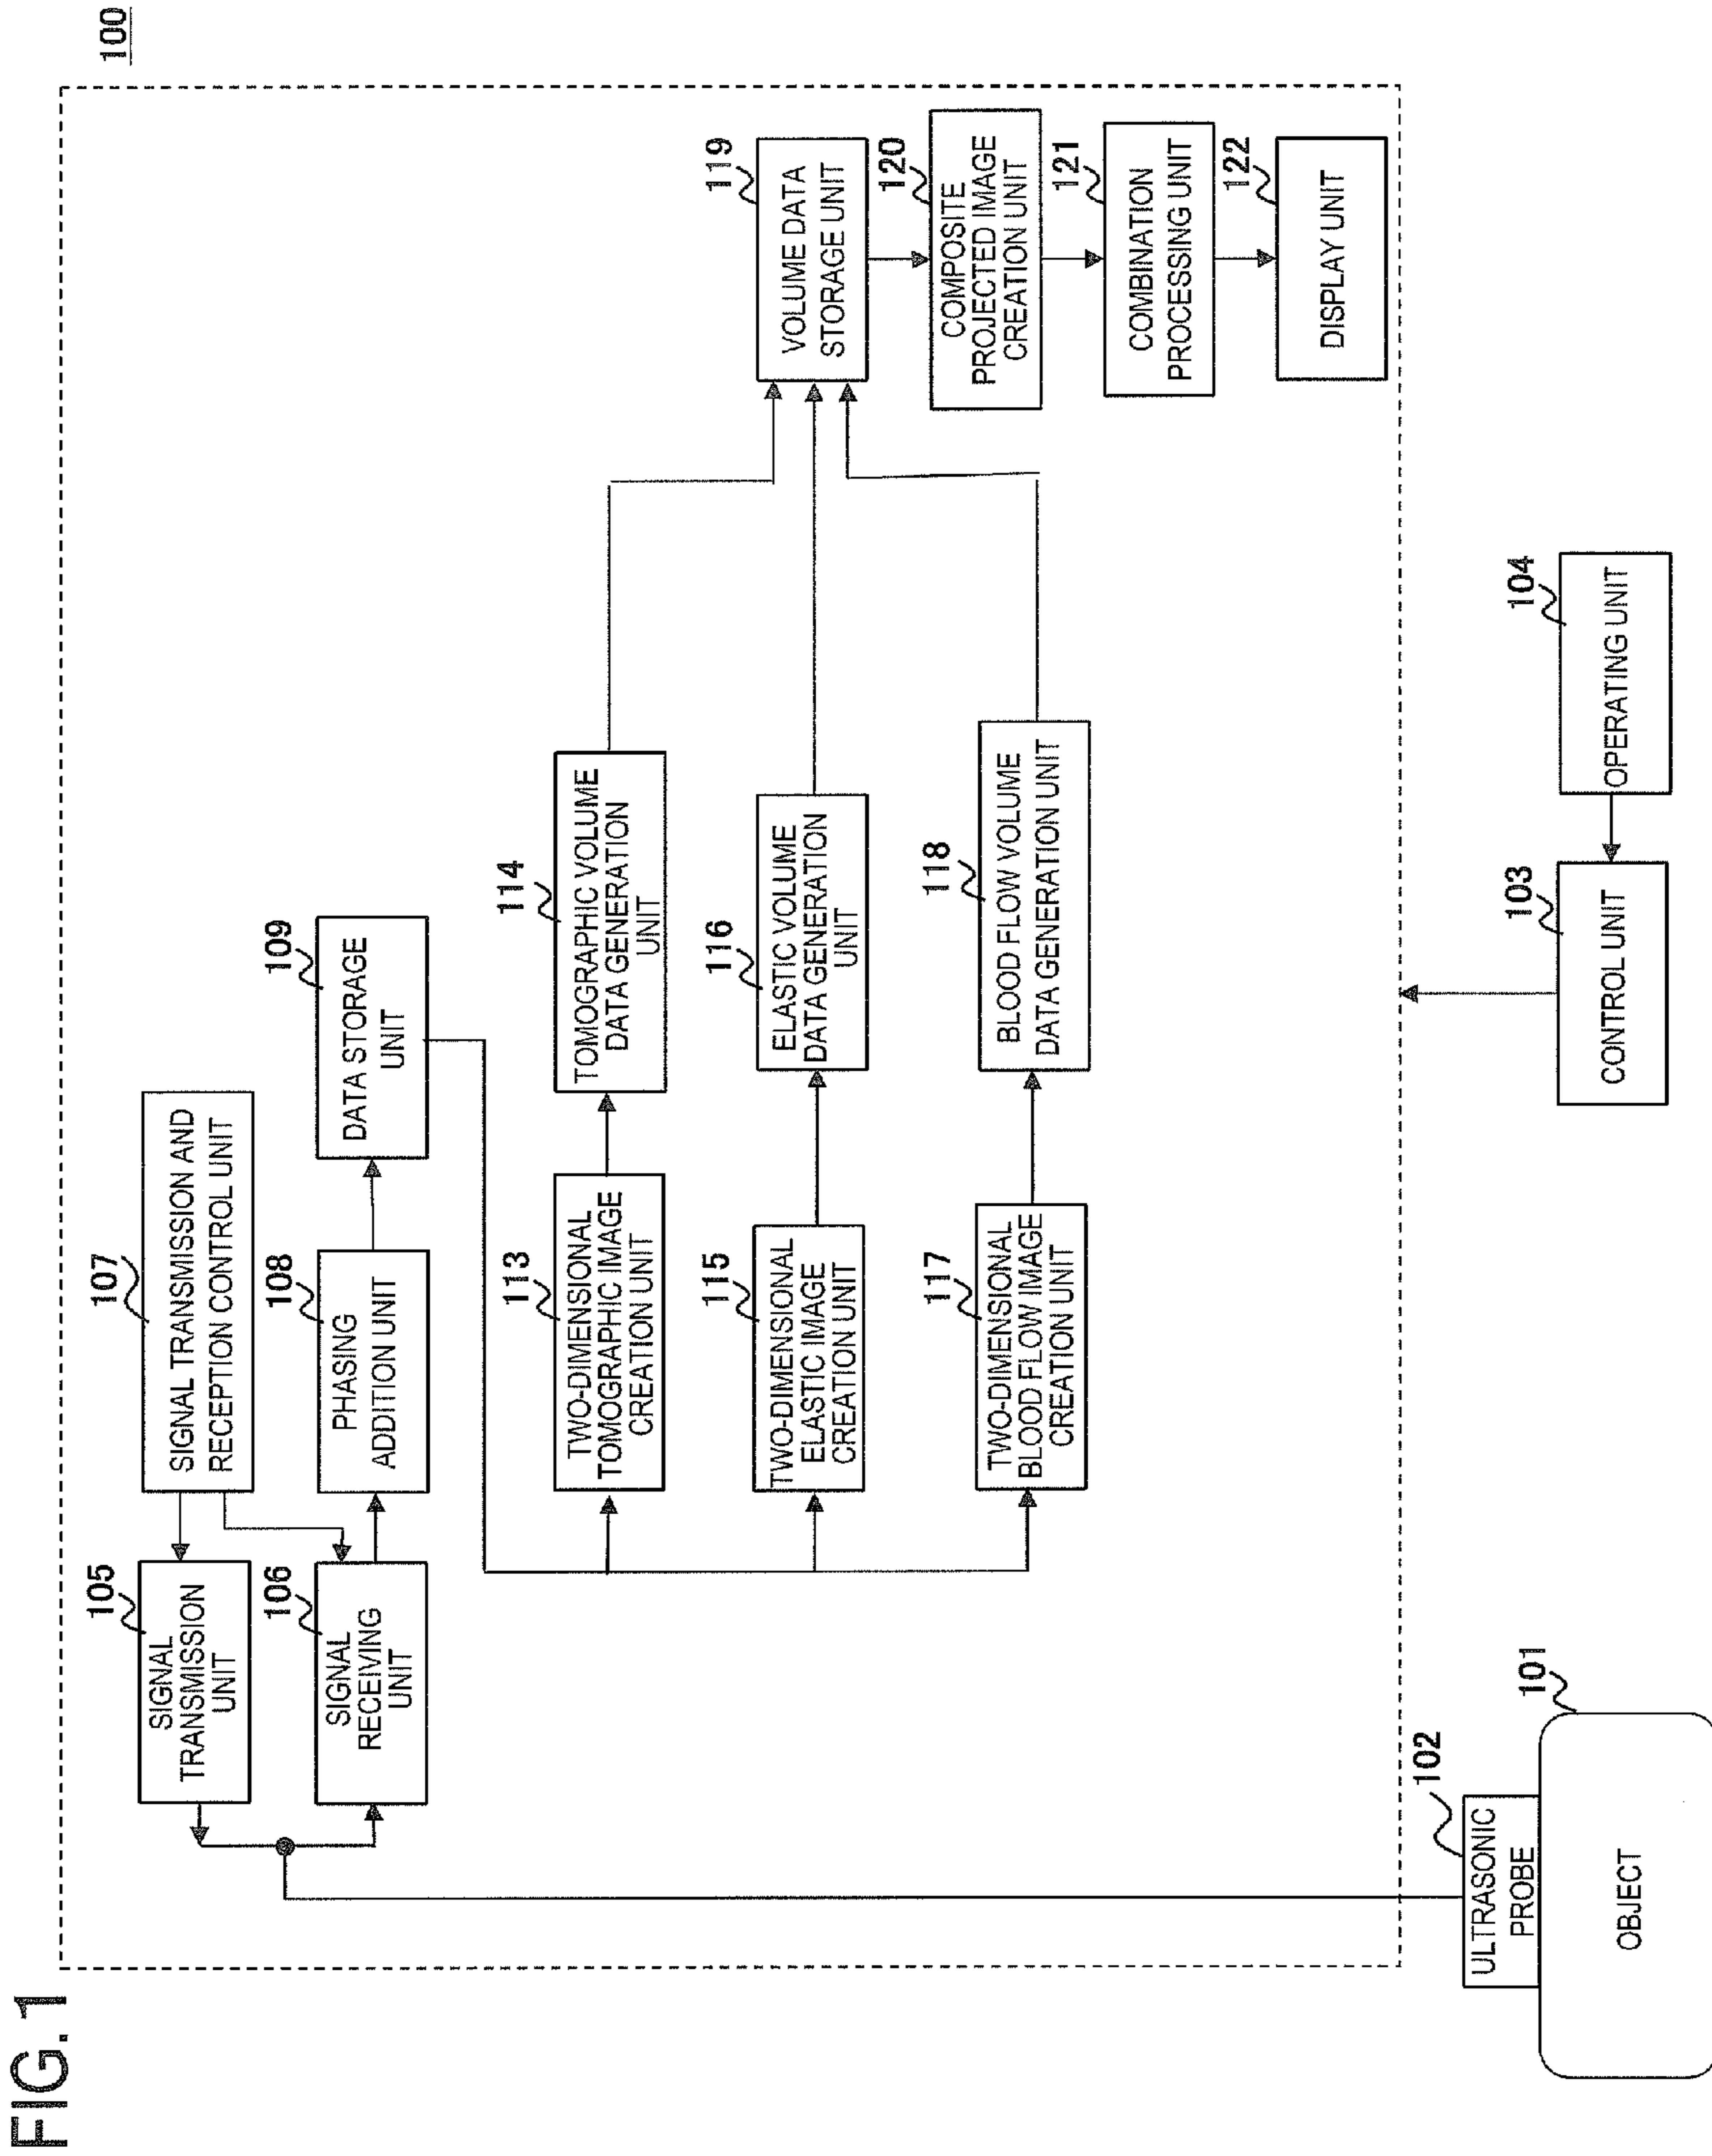 FIG. 1
100
107
SIGNAL TRANSMISSION AND
RECEPTION CONTROL UNIT
105
SIGNAL
TRANSMISSION
UNIT
106
SIGNAL
RECEIVING
UNIT
108
PHASING
ADDITION UNIT
109
DATA STORAGE
UNIT
113
TWO-DIMENSIONAL
TOMOGRAPHIC IMAGE
CREATION UNIT
114
TOMOGRAPHIC VOLUME
DATA GENERATION
UNIT
115
TWO-DIMENSIONAL
ELASTIC IMAGE
CREATION UNIT
116
ELASTIC VOLUME
DATA GENERATION
UNIT
117
TWO-DIMENSIONAL
BLOOD FLOW IMAGE
CREATION UNIT
118
BLOOD FLOW VOLUME
DATA GENERATION UNIT
119
VOLUME DATA
STORAGE UNIT
120
COMPOSITE
PROJECTED IMAGE
CREATION UNIT
121
COMBINATION
PROCESSING UNIT
122
DISPLAY UNIT
102
ULTRASONIC
PROBE
101
OBJECT
103
CONTROL UNIT
104
OPERATING UNIT